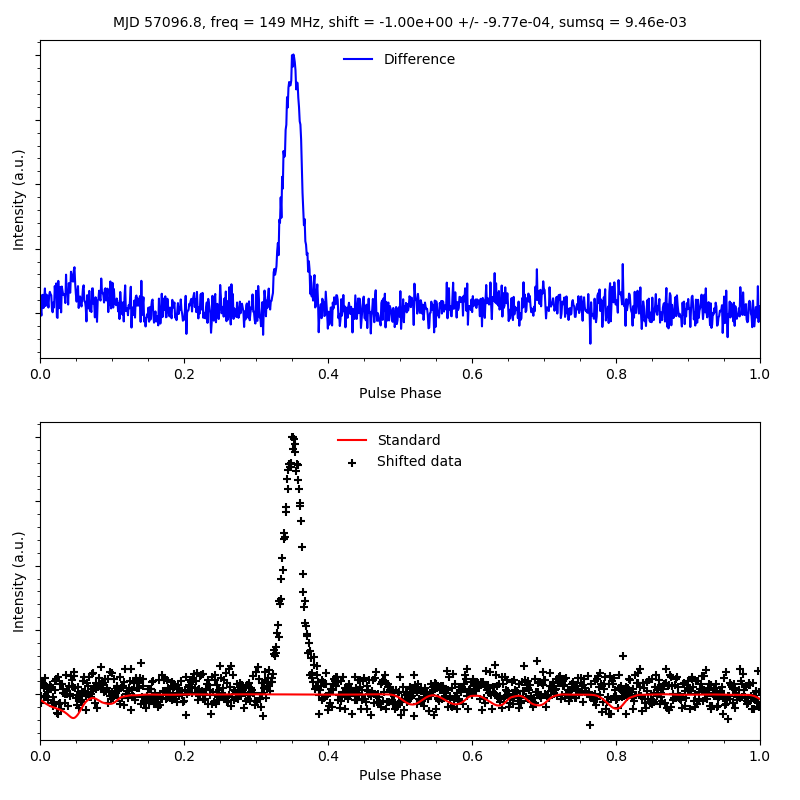 MJD 57096.8, freq = 149 MHz, shift = -1.00e+00 +/- -9.77e-04, sumsq = 9.46e-03
Difference
Intensity (a.u.)
0.0 0.2 0.4 0.6 0.8 1.0
Pulse Phase
Standard
Shifted data
Intensity (a.u.)
0.0 0.2 0.4 0.6 0.8 1.0
Pulse Phase